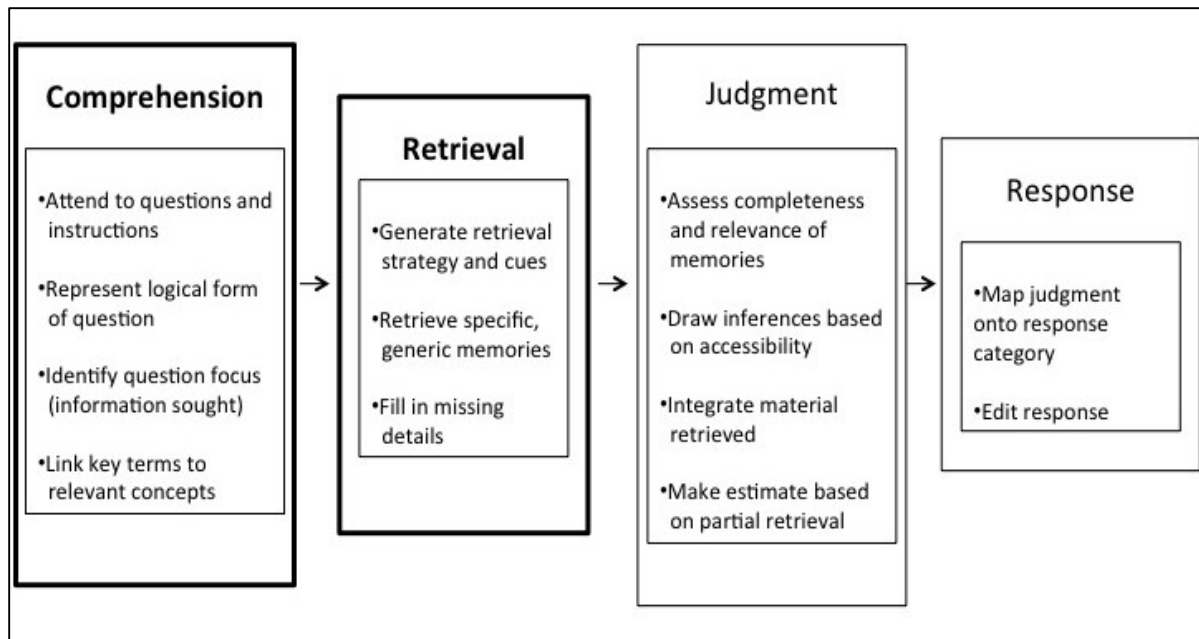 Comprehension
•Attend to questions and
instructions
•Represent logical form
of question
•Identify question focus
(information sought)
•Link key terms to
relevant concepts
Retrieval
•Generate retrieval
strategy and cues
•Retrieve specific,
generic memories
•Fill in missing
details
Judgment
•Assess completeness
and relevance of
memories
•Draw inferences based
on accessibility
•Integrate material
retrieved
•Make estimate based
on partial retrieval
Response
•Map judgment
onto response
category
•Edit response